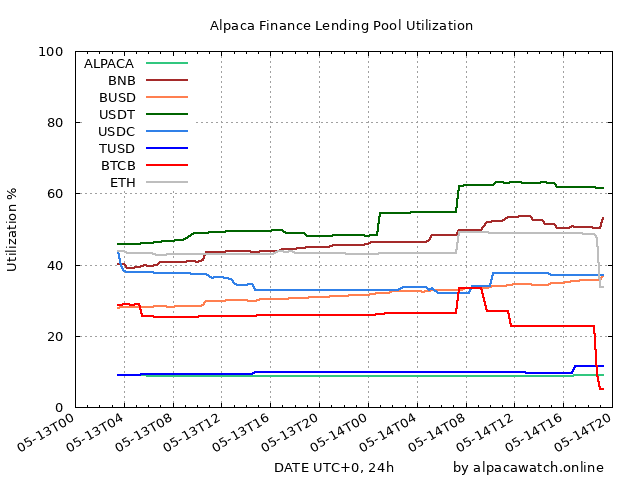 Alpaca Finance Lending Pool Utilization
Utilization %
100
80
60
40
20
0
ALPACA
BNB
BUSD
USDT
USDC
TUSD
BTCB
ETH
05-13T00
05-13T04
05-13T08
05-13T12
05-13T16
05-13T20
05-14T00
05-14T04
05-14T08
05-14T12
05-14T16
05-14T20
DATE UTC+0, 24h
by alpacawatch.online